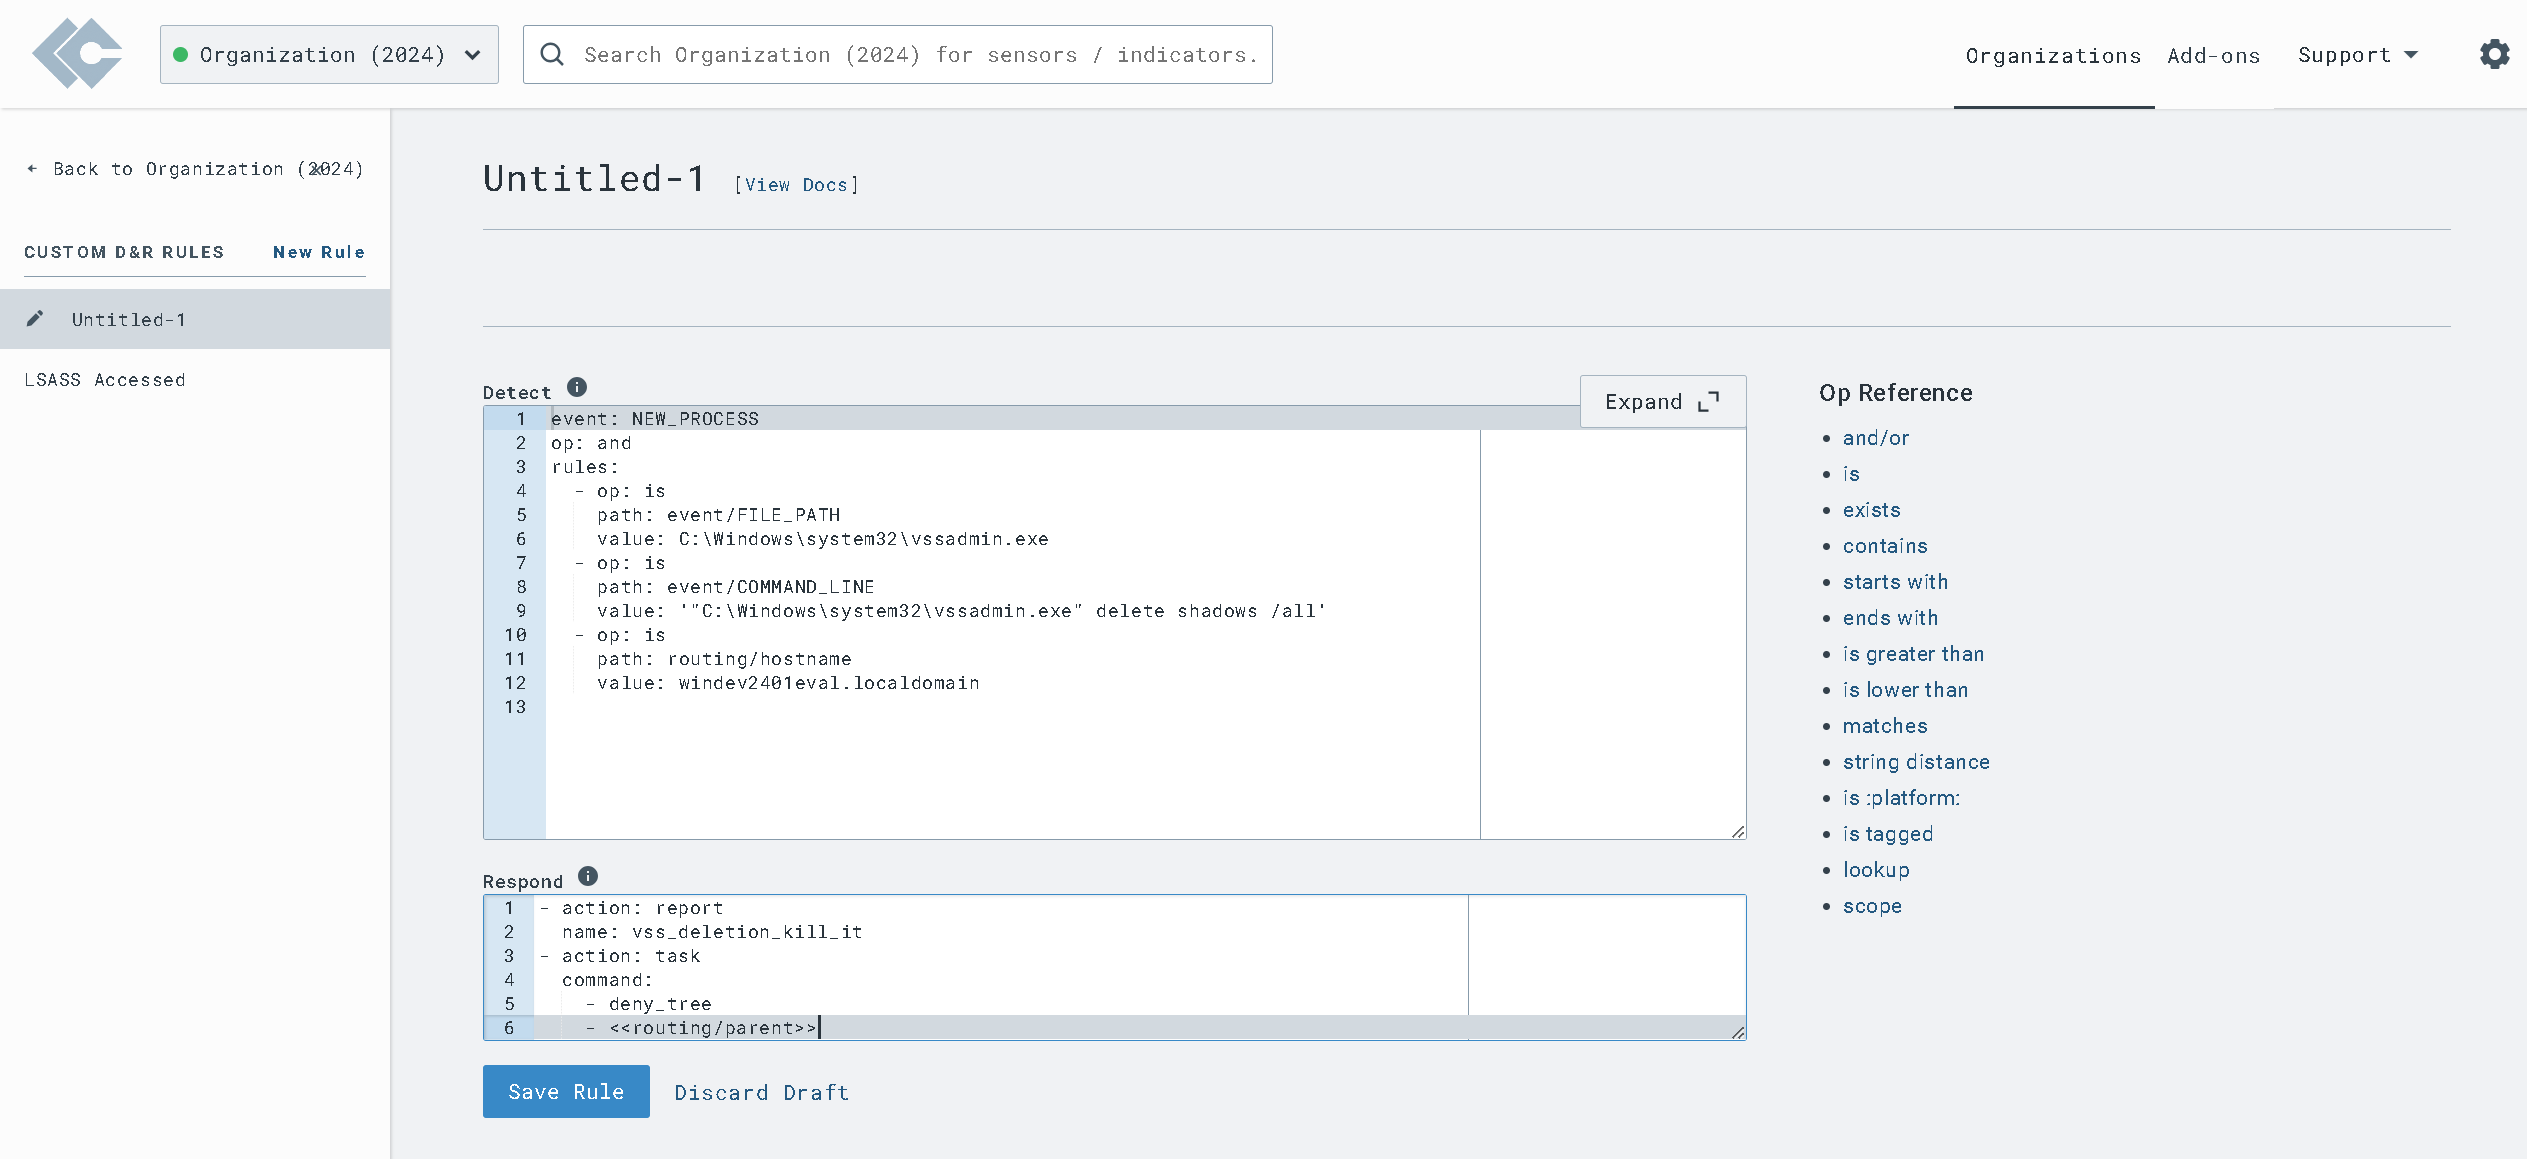 Organization (2024)
Search Organization (2024) for sensors / indicators.
Organizations
Add-ons
Support
Back to Organization (2024)
CUSTOM D&R RULES
New Rule
Untitled-1
LSASS Accessed
Untitled-1 [View Docs]
Detect
Expand
1 event: NEW_PROCESS
2 op: and
3 rules:
4 - op: is
5 path: event/FILE_PATH
6 value: C:\Windows\system32\vssadmin.exe
7 - op: is
8 path: event/COMMAND_LINE
9 value: '"C:\Windows\system32\vssadmin.exe" delete shadows /all'
10 - op: is
11 path: routing/hostname
12 value: windev2401eval.localdomain
13
Respond
1 - action: report
2 name: vss_deletion_kill_it
3 - action: task
4 command:
5 - deny_tree
6 - <<routing/parent>>
Save Rule
Discard Draft
Op Reference
and/or
is
exists
contains
starts with
ends with
is greater than
is lower than
matches
string distance
is :platform:
is tagged
lookup
scope